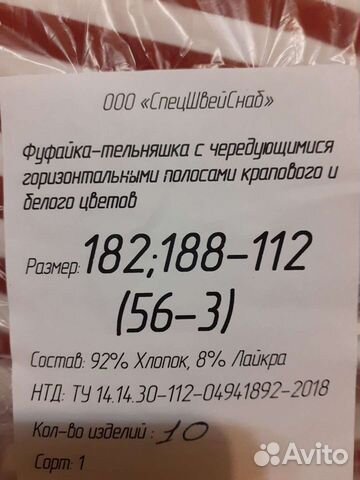 ООО «СпецШвейСнаб»
Фуфайка-тельняшка с чередующимися
горизонтальными полосами крапового и
белого цветов
Размер: 182;188-112
(56-3)
Состав: 92% Хлопок, 8% Лайкра
НТД: ТУ 14.14.30-112-04941892-2018
Кол-во изделий : 10
Сорт: 1
Avito